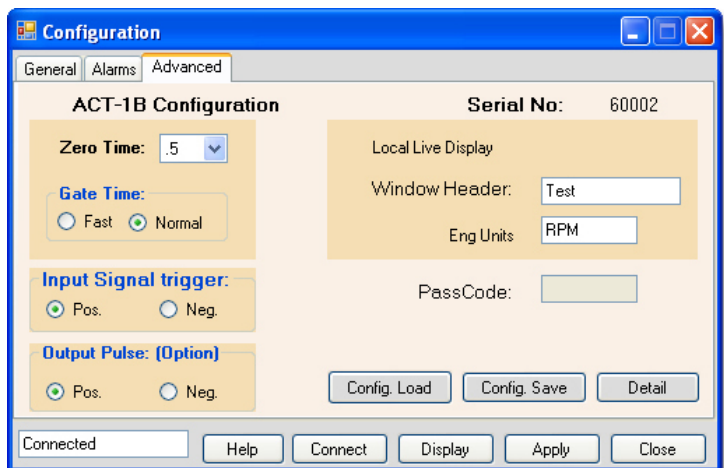 Configuration
General Alarms Advanced
ACT-1B Configuration
Serial No: 60002
Zero Time: .5
Gate Time:
Fast Normal
Local Live Display
Window Header: Test
Eng Units RPM
Input Signal trigger:
Pos. Neg.
PassCode:
Output Pulse: (Option)
Pos. Neg.
Config. Load Config. Save Detail
Connected Help Connect Display Apply Close